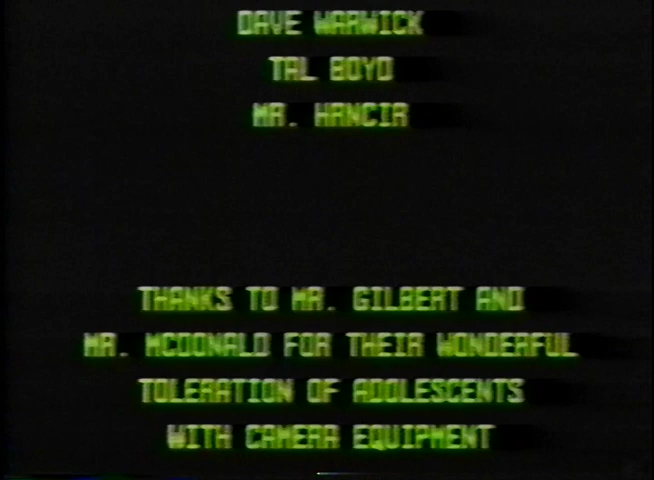 DAVE WARWICK
TAL BOYD
MR. HANCIR
THANKS TO MR. GILBERT AND
MR. MCDONALD FOR THEIR WONDERFUL
TOLERATION OF ADOLESCENTS
WITH CAMERA EQUIPMENT